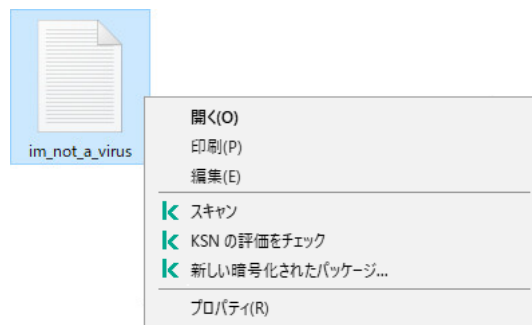 im_not_a_virus
開く(O)
印刷(P)
編集(E)
スキャン
KSN の評価をチェック
新しい暗号化されたパッケージ...
プロパティ(R)